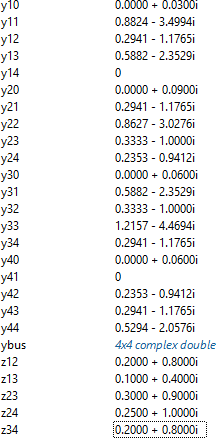 y10 0.0000 + 0.0300i
y11 0.8824 - 3.4994i
y12 0.2941 - 1.1765i
y13 0.5882 - 2.3529i
y14 0
y20 0.0000 + 0.0900i
y21 0.2941 - 1.1765i
y22 0.8627 - 3.0276i
y23 0.3333 - 1.0000i
y24 0.2353 - 0.9412i
y30 0.0000 + 0.0600i
y31 0.5882 - 2.3529i
y32 0.3333 - 1.0000i
y33 1.2157 - 4.4694i
y34 0.2941 - 1.1765i
y40 0.0000 + 0.0600i
y41 0
y42 0.2353 - 0.9412i
y43 0.2941 - 1.1765i
y44 0.5294 - 2.0576i
ybus 4x4 complex double
z12 0.2000 + 0.8000i
z13 0.1000 + 0.4000i
z23 0.3000 + 0.9000i
z24 0.2500 + 1.0000i
z34 0.2000 + 0.8000i